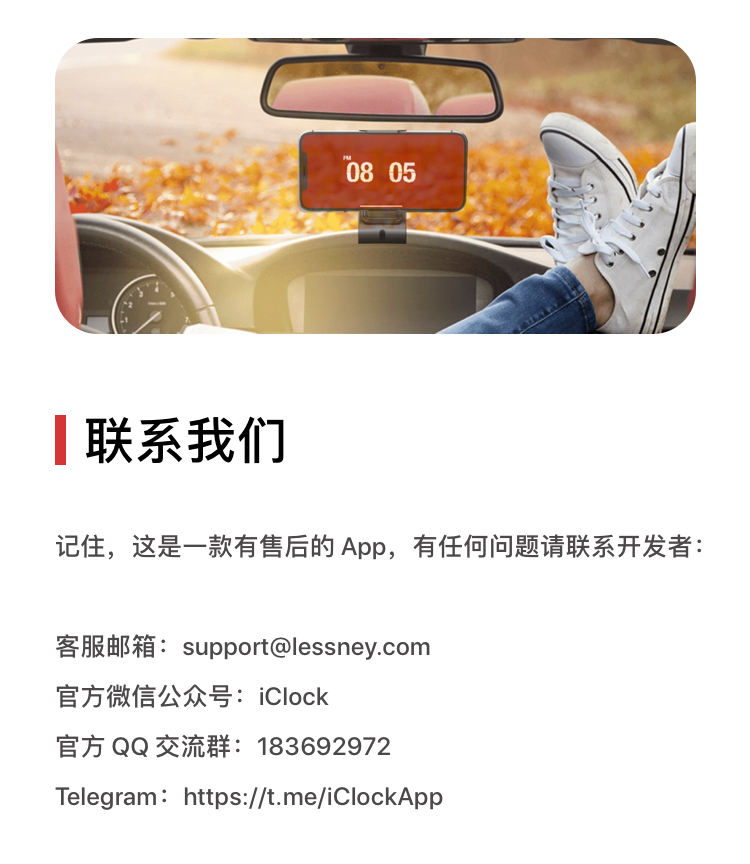 PM
08 05
联系我们
记住，这是一款有售后的 App，有任何问题请联系开发者：
客服邮箱：support@lessney.com
官方微信公众号：iClock
官方 QQ 交流群：183692972
Telegram：https://t.me/iClockApp